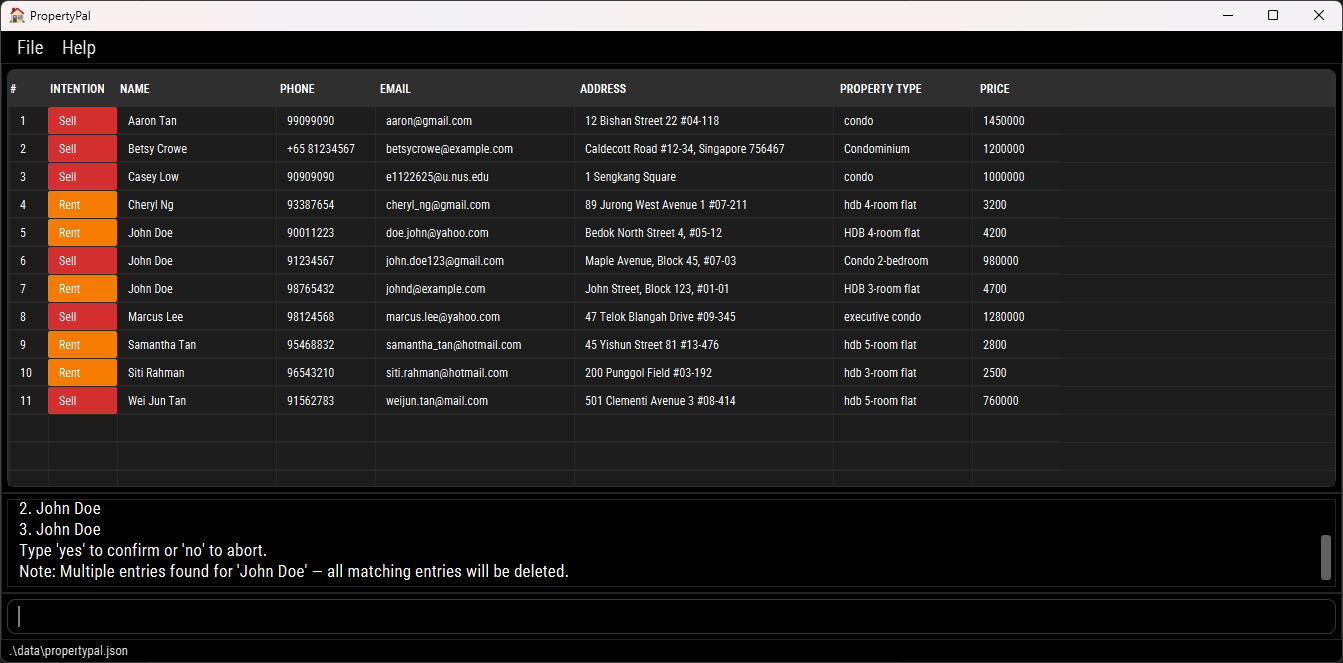 PropertyPal
File Help
# INTENTION NAME PHONE EMAIL ADDRESS PROPERTY TYPE PRICE
1 Sell Aaron Tan 99099090 aaron@gmail.com 12 Bishan Street 22 #04-118 condo 1450000
2 Sell Betsy Crowe +65 81234567 betsycrowe@example.com Caldecott Road #12-34, Singapore 756467 Condominium 1200000
3 Sell Casey Low 90909090 e1122625@u.nus.edu 1 Sengkang Square condo 1000000
4 Rent Cheryl Ng 93387654 cheryl_ng@gmail.com 89 Jurong West Avenue 1 #07-211 hdb 4-room flat 3200
5 Rent John Doe 90011223 doe.john@yahoo.com Bedok North Street 4, #05-12 HDB 4-room flat 4200
6 Sell John Doe 91234567 john.doe123@gmail.com Maple Avenue, Block 45, #07-03 Condo 2-bedroom 980000
7 Rent John Doe 98765432 johnd@example.com John Street, Block 123, #01-01 HDB 3-room flat 4700
8 Sell Marcus Lee 98124568 marcus.lee@yahoo.com 47 Telok Blangah Drive #09-345 executive condo 1280000
9 Rent Samantha Tan 95468832 samantha_tan@hotmail.com 45 Yishun Street 81 #13-476 hdb 5-room flat 2800
10 Rent Siti Rahman 96543210 siti.rahman@hotmail.com 200 Punggol Field #03-192 hdb 3-room flat 2500
11 Sell Wei Jun Tan 91562783 weijun.tan@mail.com 501 Clementi Avenue 3 #08-414 hdb 5-room flat 760000
2. John Doe
3. John Doe
Type 'yes' to confirm or 'no' to abort.
Note: Multiple entries found for 'John Doe' — all matching entries will be deleted.
.\data\propertypal.json